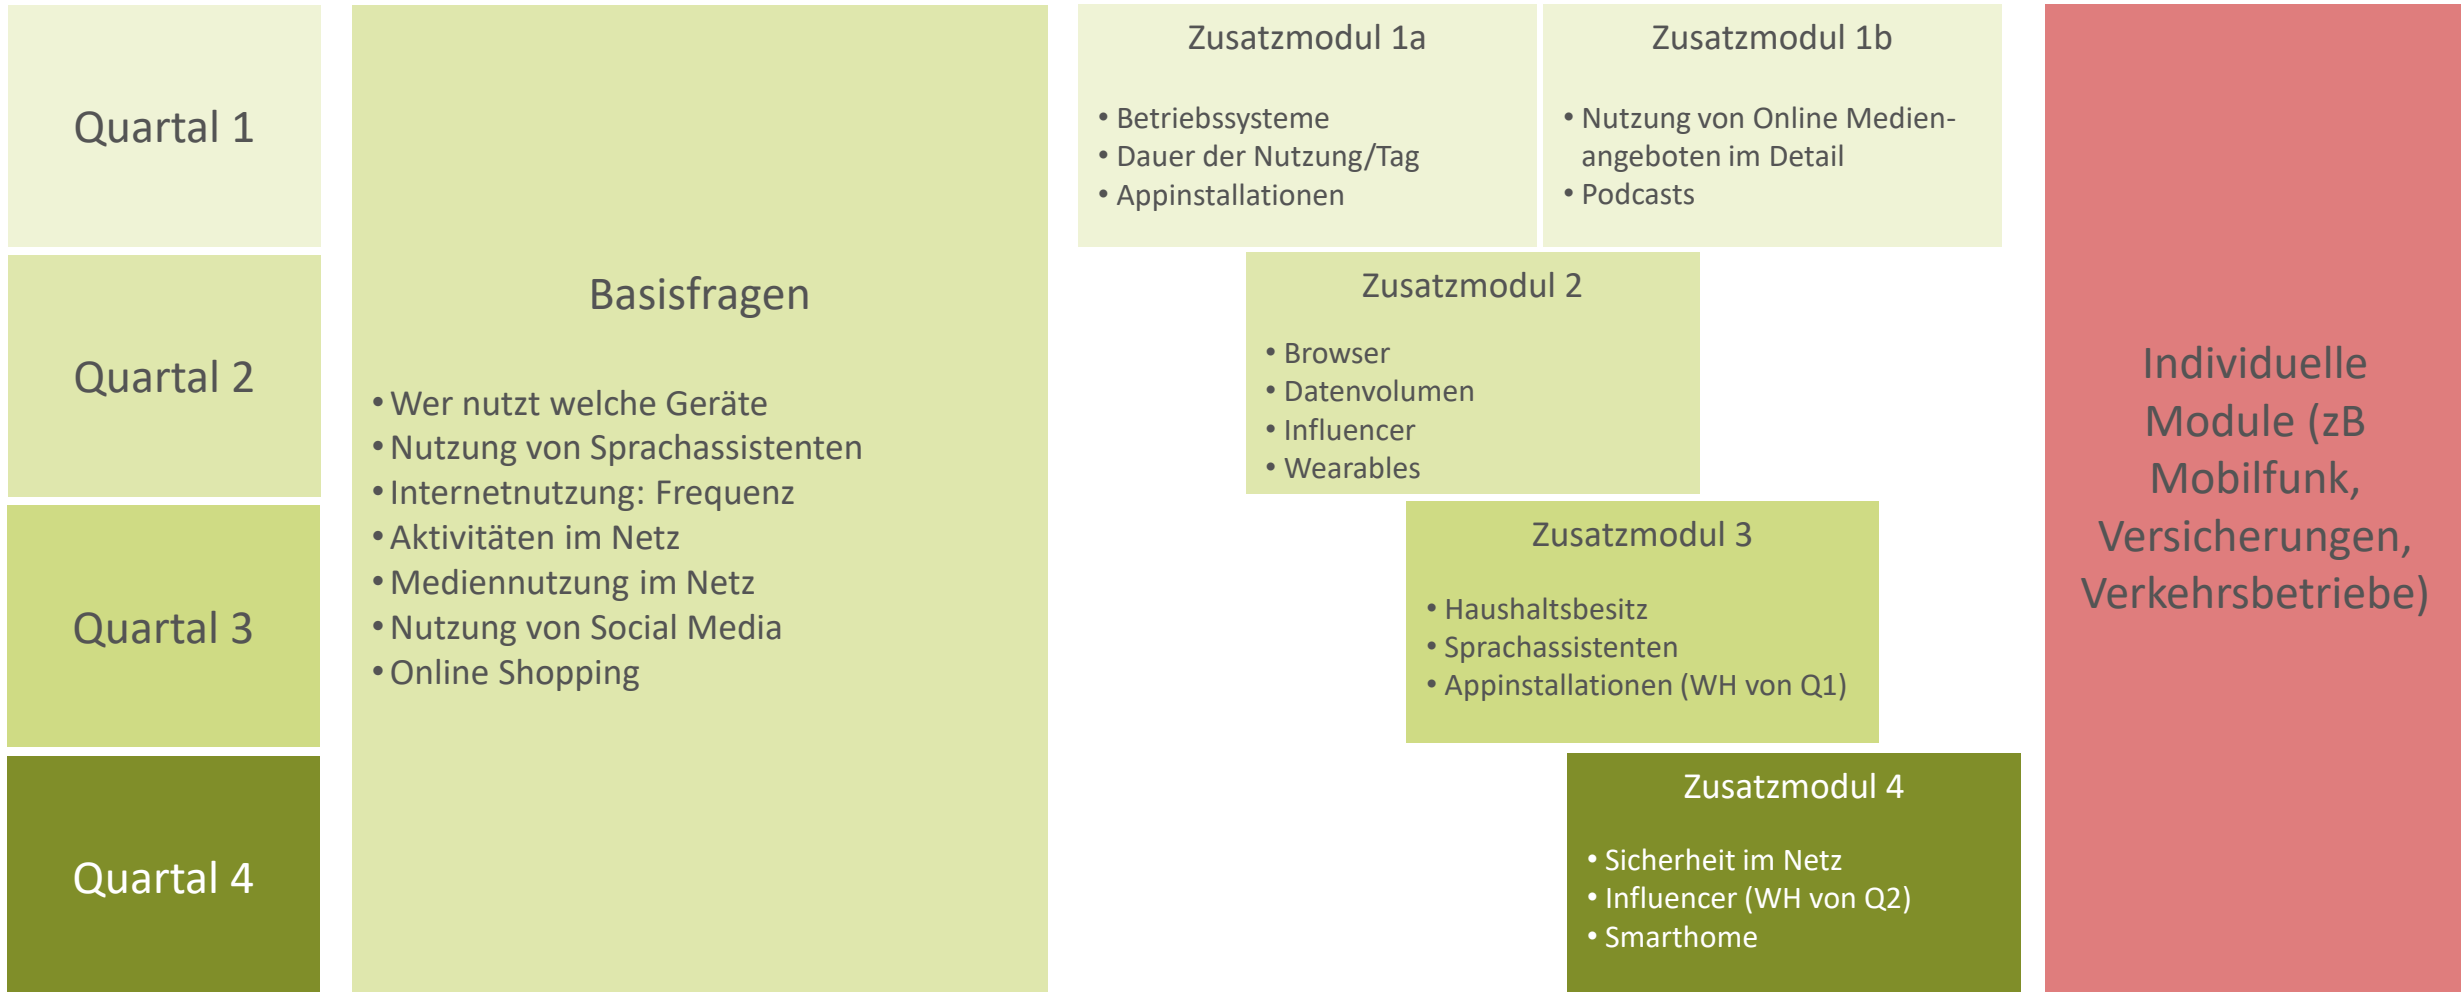 Quartal 1
Quartal 2
Quartal 3
Quartal 4
Basisfragen
• Wer nutzt welche Geräte
• Nutzung von Sprachassistenten
• Internetnutzung: Frequenz
• Aktivitäten im Netz
• Mediennutzung im Netz
• Nutzung von Social Media
• Online Shopping
Zusatzmodul 1a
• Betriebssysteme
• Dauer der Nutzung/Tag
• Appinstallationen
Zusatzmodul 1b
• Nutzung von Online Medien-
angeboten im Detail
• Podcasts
Zusatzmodul 2
• Browser
• Datenvolumen
• Influencer
• Wearables
Zusatzmodul 3
• Haushaltsbesitz
• Sprachassistenten
• Appinstallationen (WH von Q1)
Zusatzmodul 4
• Sicherheit im Netz
• Influencer (WH von Q2)
• Smarthome
Individuelle
Module (zB
Mobilfunk,
Versicherungen,
Verkehrsbetriebe)